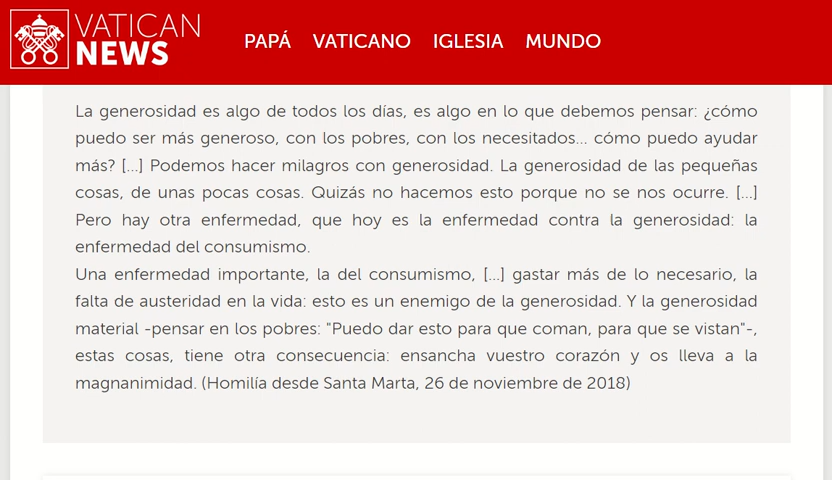 VATICAN
NEWS
PAPÁ VATICANO IGLESIA MUNDO
La generosidad es algo de todos los días, es algo en lo que debemos pensar: ¿cómo
puedo ser más generoso, con los pobres, con los necesitados... cómo puedo ayudar
más? [...] Podemos hacer milagros con generosidad. La generosidad de las pequeñas
cosas, de unas pocas cosas. Quizás no hacemos esto porque no se nos ocurre. [...]
Pero hay otra enfermedad, que hoy es la enfermedad contra la generosidad: la
enfermedad del consumismo.
Una enfermedad importante, la del consumismo, [...] gastar más de lo necesario, la
falta de austeridad en la vida: esto es un enemigo de la generosidad. Y la generosidad
material -pensar en los pobres: "Puedo dar esto para que coman, para que se vistan"-,
estas cosas, tiene otra consecuencia: ensancha vuestro corazón y os lleva a la
magnanimidad. (Homilía desde Santa Marta, 26 de noviembre de 2018)